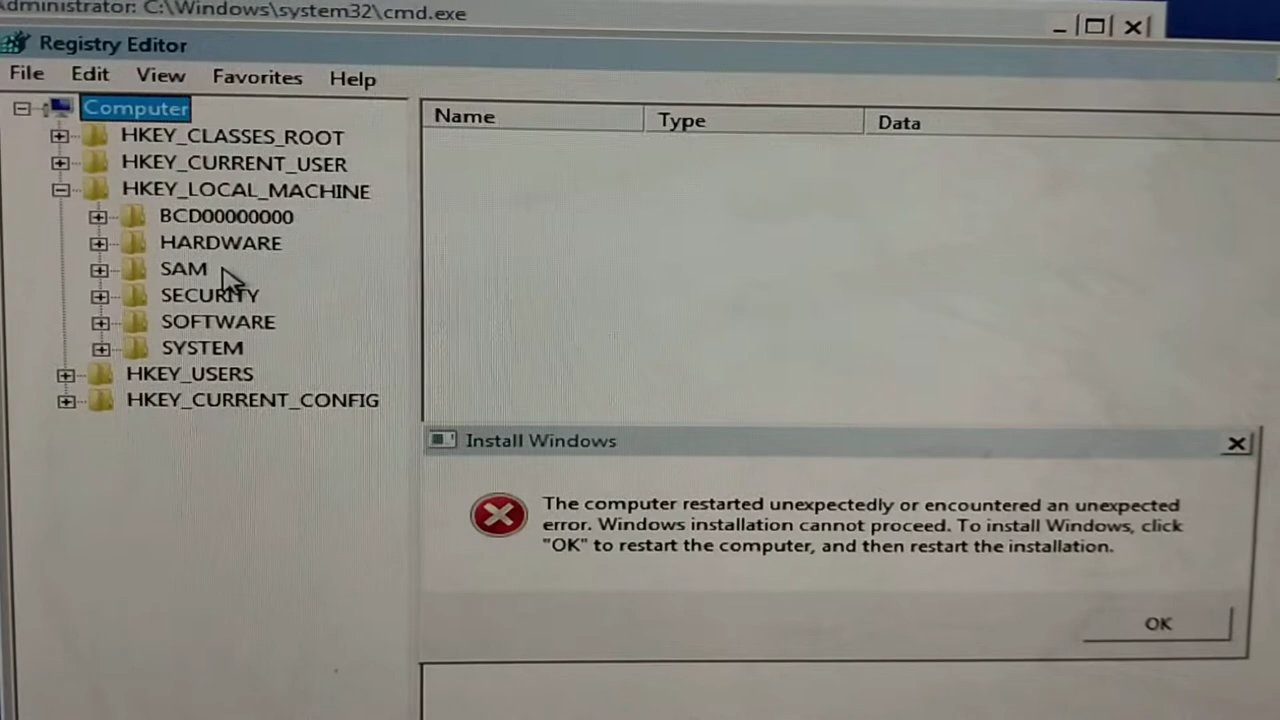 Administrator: C:\Windows\system32\cmd.exe
Registry Editor
File Edit View Favorites Help
Computer
HKEY_CLASSES_ROOT
HKEY_CURRENT_USER
HKEY_LOCAL_MACHINE
BCD00000000
HARDWARE
SAM
SECURITY
SOFTWARE
SYSTEM
HKEY_USERS
HKEY_CURRENT_CONFIG
Name Type Data
Install Windows
The computer restarted unexpectedly or encountered an unexpected
error. Windows installation cannot proceed. To install Windows, click
"OK" to restart the computer, and then restart the installation.
OK